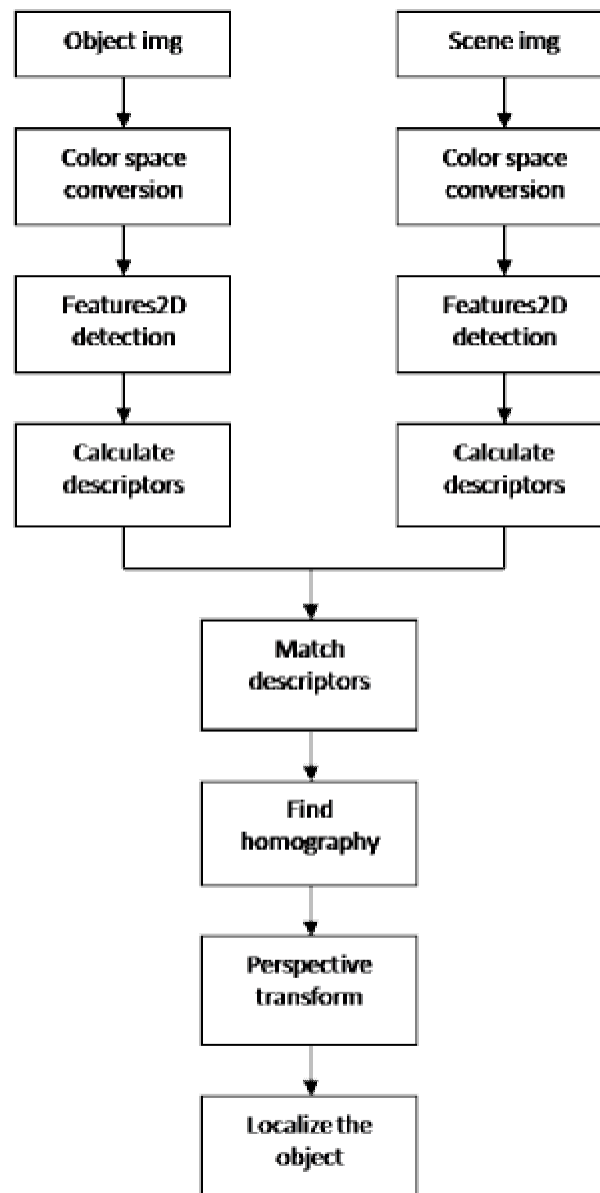 Object img
Color space
conversion
Features2D
detection
Calculate
descriptors
Scene img
Color space
conversion
Features2D
detection
Calculate
descriptors
Match
descriptors
Find
homography
Perspective
transform
Localize the
object